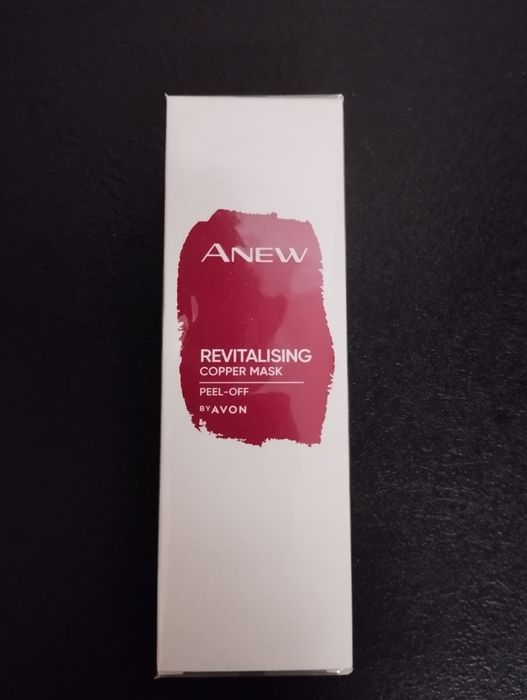 ANEW
REVITALISING
COPPER MASK
PEEL-OFF
BY AVON